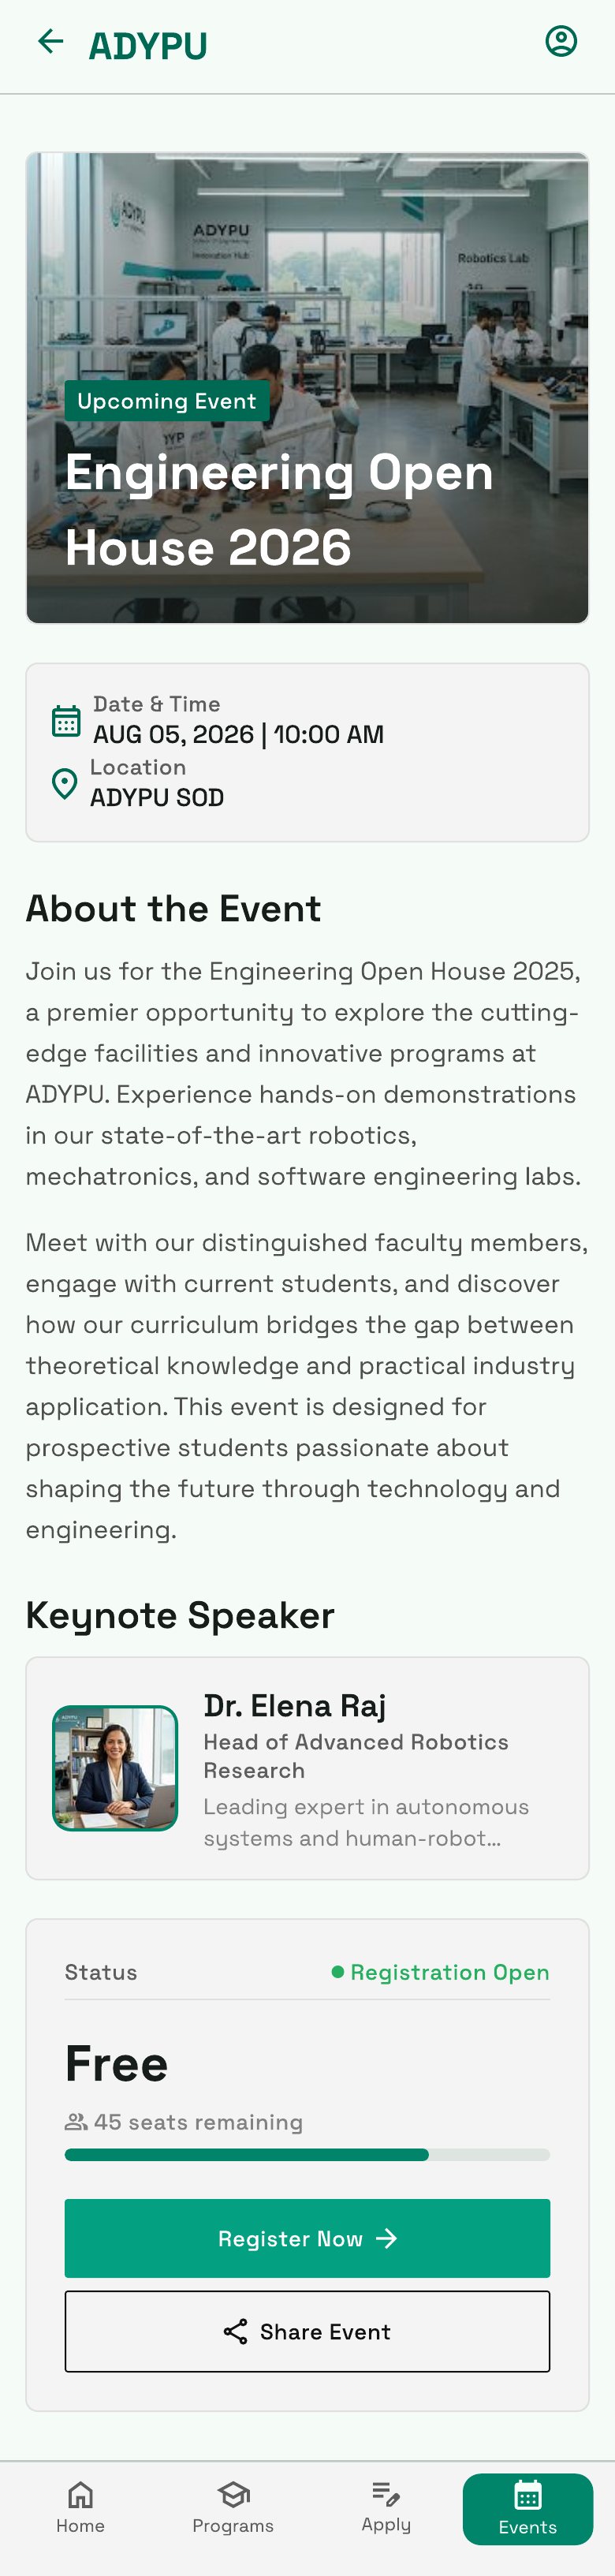 ADYPU
ADYPU
ADYPU
Innovation Hub
Robotics Lab
Upcoming Event
Engineering Open
House 2026
Date & Time
AUG 05, 2026 | 10:00 AM
Location
ADYPU SOD
About the Event
Join us for the Engineering Open House 2025,
a premier opportunity to explore the cutting-
edge facilities and innovative programs at
ADYPU. Experience hands-on demonstrations
in our state-of-the-art robotics,
mechatronics, and software engineering labs.
Meet with our distinguished faculty members,
engage with current students, and discover
how our curriculum bridges the gap between
theoretical knowledge and practical industry
application. This event is designed for
prospective students passionate about
shaping the future through technology and
engineering.
Keynote Speaker
Dr. Elena Raj
Head of Advanced Robotics
Research
Leading expert in autonomous
systems and human-robot...
Status
Registration Open
Free
45 seats remaining
Register Now
Share Event
Home
Programs
Apply
Events